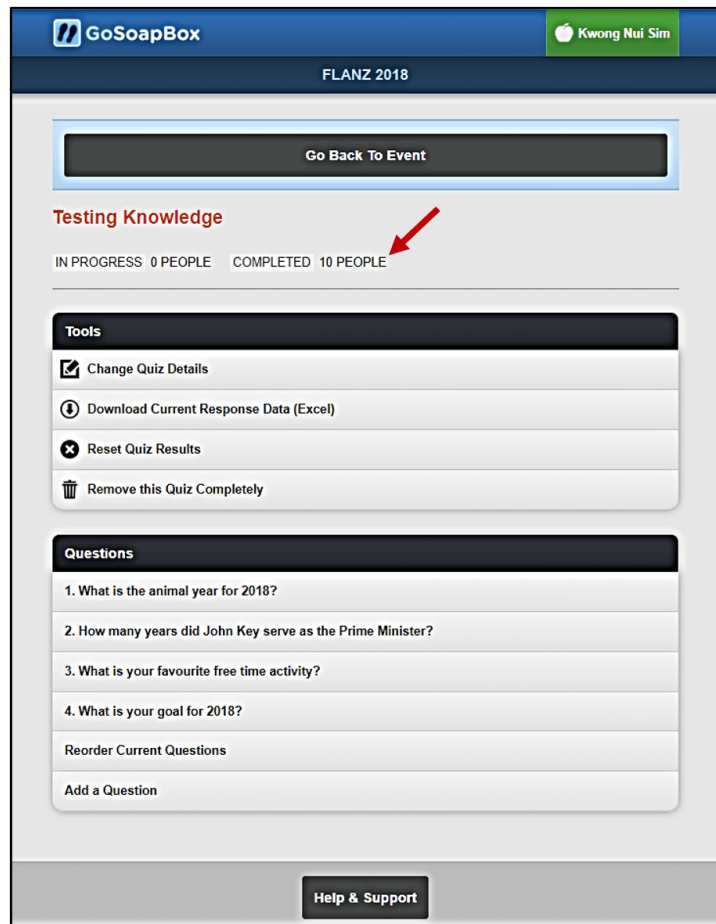 GoSoapBox
Kwong Nui Sim
FLANZ 2018
Go Back To Event
Testing Knowledge
IN PROGRESS 0 PEOPLE COMPLETED 10 PEOPLE
Tools
Change Quiz Details
Download Current Response Data (Excel)
Reset Quiz Results
Remove this Quiz Completely
Questions
1. What is the animal year for 2018?
2. How many years did John Key serve as the Prime Minister?
3. What is your favourite free time activity?
4. What is your goal for 2018?
Reorder Current Questions
Add a Question
Help & Support